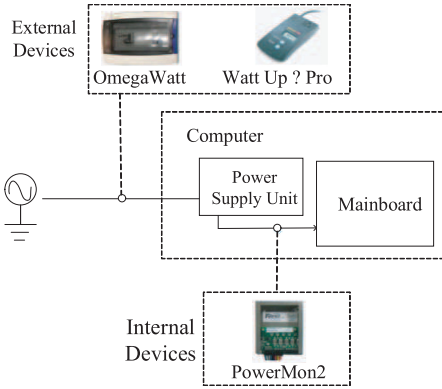 External
Devices
OmegaWatt
Watt Up ? Pro
Computer
Power
Supply Unit
Mainboard
Internal
Devices
PowerMon2